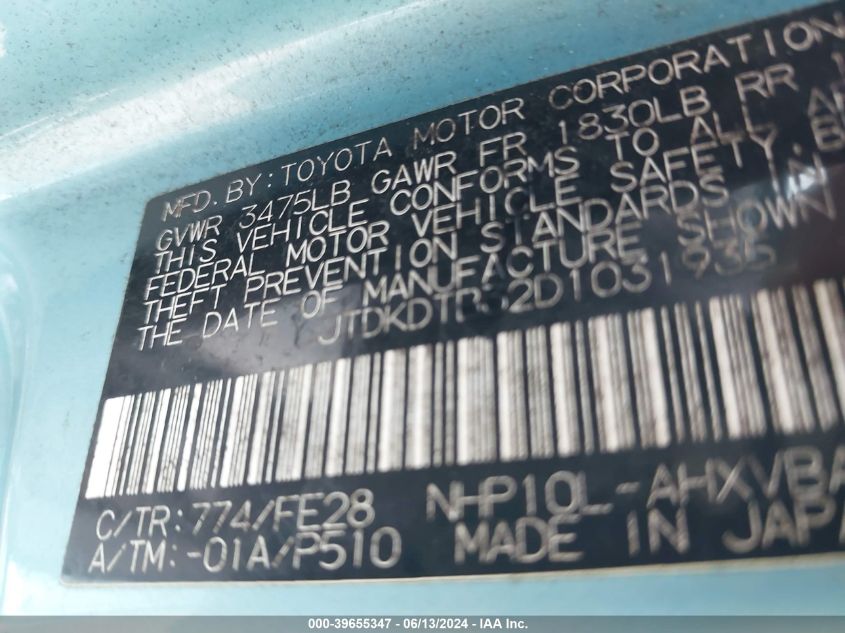 MFD. BY: TOYOTA MOTOR CORPORATION
GVWR 3475LB GAWR FR 1830LB RR
THIS VEHICLE CONFORMS TO ALL
FEDERAL MOTOR VEHICLE SAFETY,
THEFT PREVENTION STANDARDS IN
THE DATE OF MANUFACTURE SHOWN
C/TR: 774/FE28 NHP10L-AHXVBA
A/TM: -01A/P510 MADE IN JAPA
000-39655347 - 06/13/2024 - IAA, Inc.